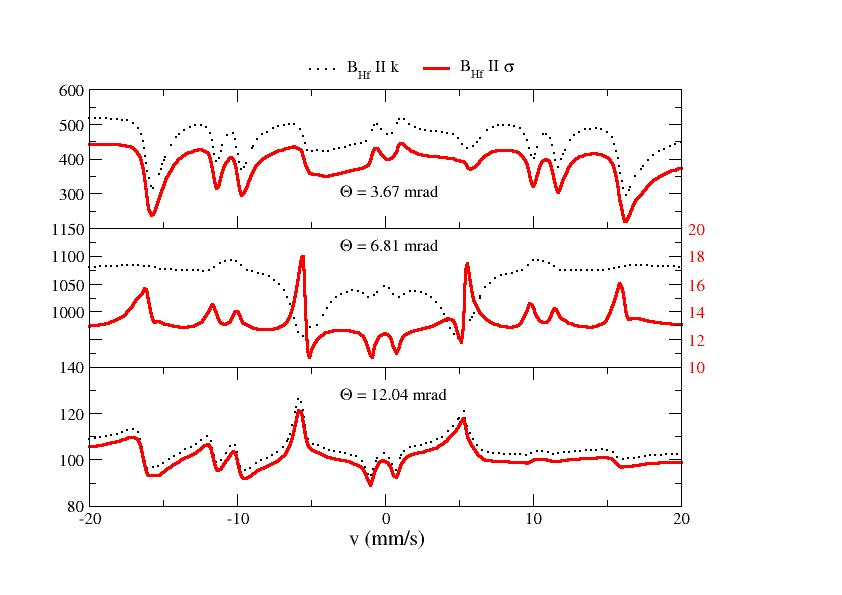 B_Hf II k   B_Hf II σ
600
500
400
300
Θ = 3.67 mrad
1150   20
Θ = 6.81 mrad
1100   18
1050   16
1000   14
12
140   10
Θ = 12.04 mrad
120
100
80
-20   -10   0   10   20
v (mm/s)